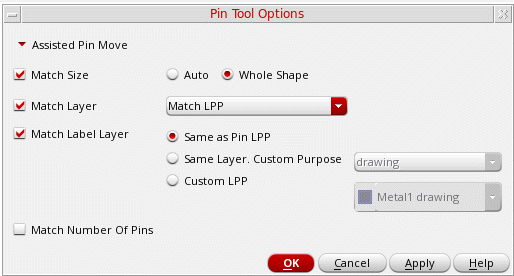 Pin Tool Options
Assisted Pin Move
Match Size Auto Whole Shape
Match Layer Match LPP
Match Label Layer Same as Pin LPP
Same Layer. Custom Purpose drawing
Custom LPP
Metal1 drawing
Match Number Of Pins
OK Cancel Apply Help